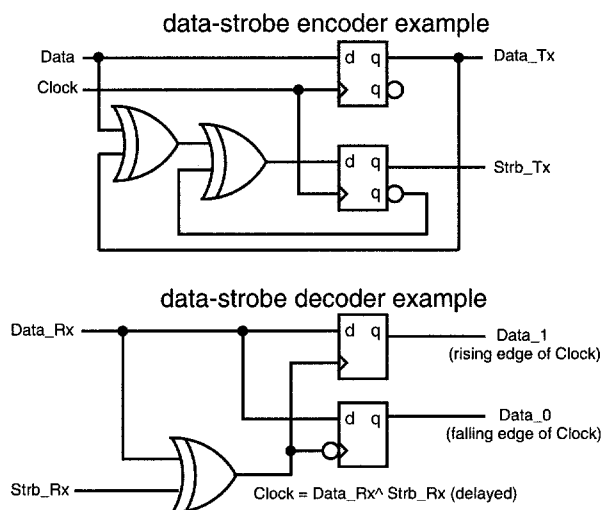 data-strobe encoder example
Data
d q
Data_Tx
Clock
q
d q
Strb_Tx
q
data-strobe decoder example
Data_Rx
d q
Data_1
(rising edge of Clock)
d q
Data_0
(falling edge of Clock)
Strb_Rx
Clock = Data_Rx^ Strb_Rx (delayed)